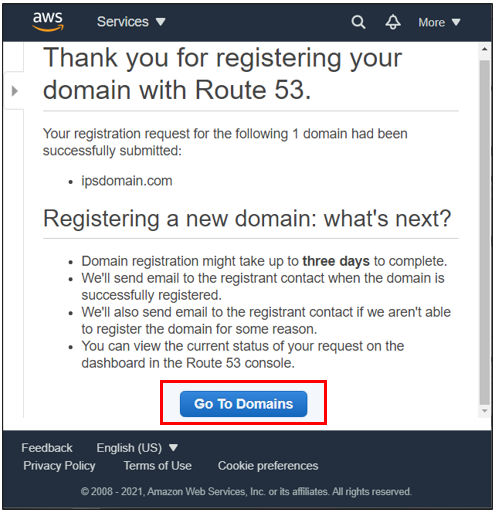 aws
Services
More
Thank you for registering your
domain with Route 53.
Your registration request for the following 1 domain had been
successfully submitted:
• ipsdomain.com
Registering a new domain: what's next?
• Domain registration might take up to three days to complete.
• We'll send email to the registrant contact when the domain is
successfully registered.
• We'll also send email to the registrant contact if we aren't able
to register the domain for some reason.
• You can view the current status of your request on the
dashboard in the Route 53 console.
Go To Domains
Feedback English (US)
Privacy Policy Terms of Use Cookie preferences
© 2008 - 2021, Amazon Web Services, Inc. or its affiliates. All rights reserved.